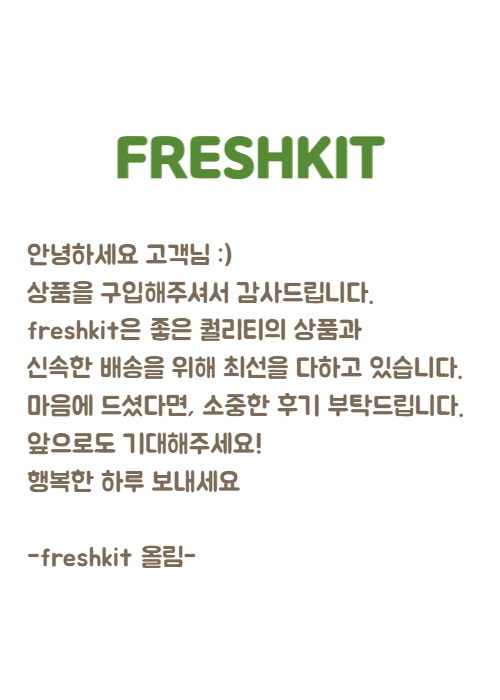 FRESHKIT
안녕하세요 고객님 :)
상품을 구입해주셔서 감사드립니다.
freshkit은 좋은 퀄리티의 상품과
신속한 배송을 위해 최선을 다하고 있습니다.
마음에 드셨다면, 소중한 후기 부탁드립니다.
앞으로도 기대해주세요!
행복한 하루 보내세요
-freshkit 올림-